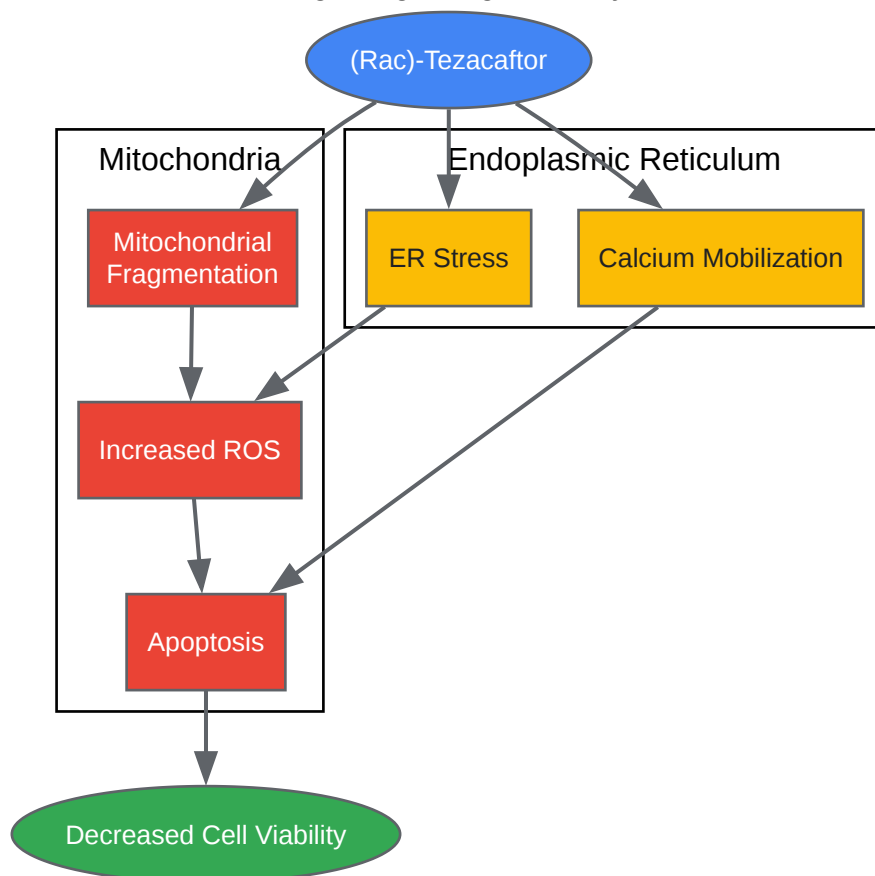 (Rac)-Tezacaftor
Mitochondria
Endoplasmic Reticulum
Mitochondrial
Fragmentation
ER Stress
Calcium Mobilization
Increased ROS
Apoptosis
Decreased Cell Viability